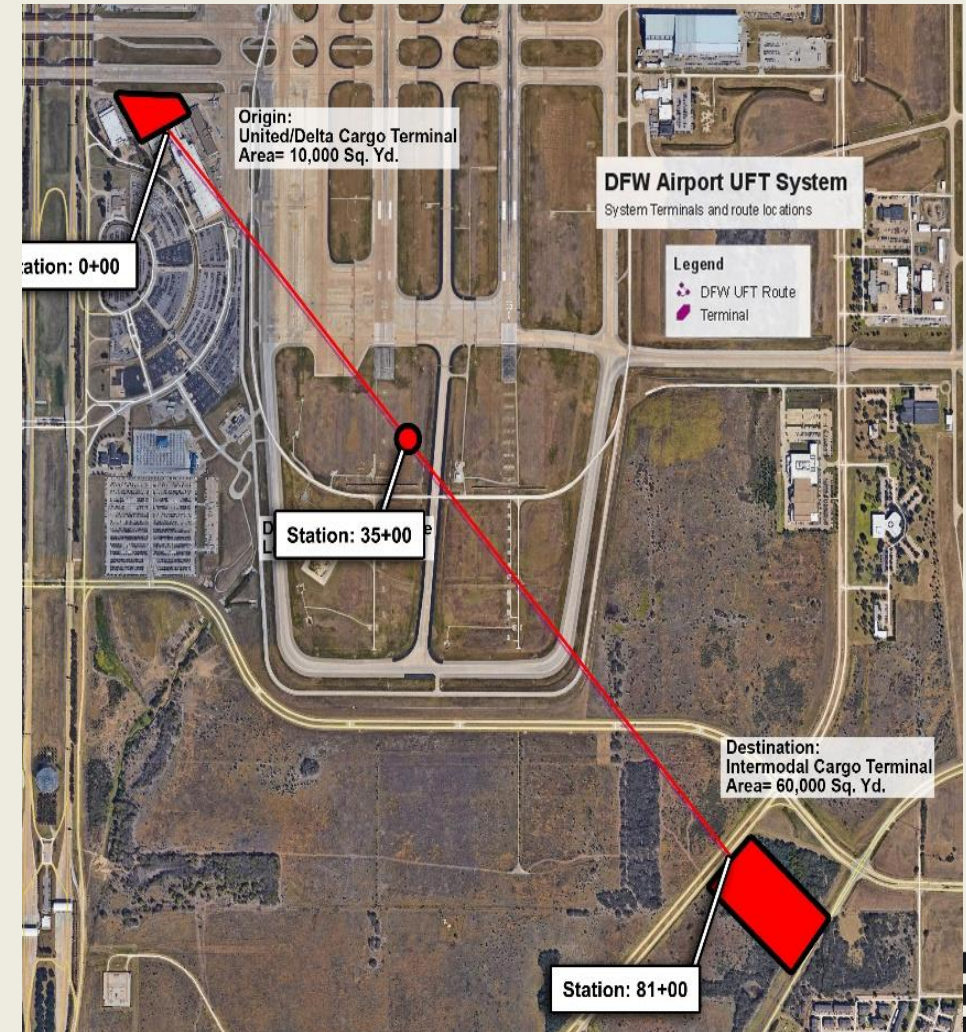 Origin:
United/Delta Cargo Terminal
Area= 10,000 Sq. Yd.
DFW Airport UFT System
System Terminals and route locations
Legend
DFW UFT Route
Terminal
tation: 0+00
Station: 35+00
Destination:
Intermodal Cargo Terminal
Area= 60,000 Sq. Yd.
Station: 81+00